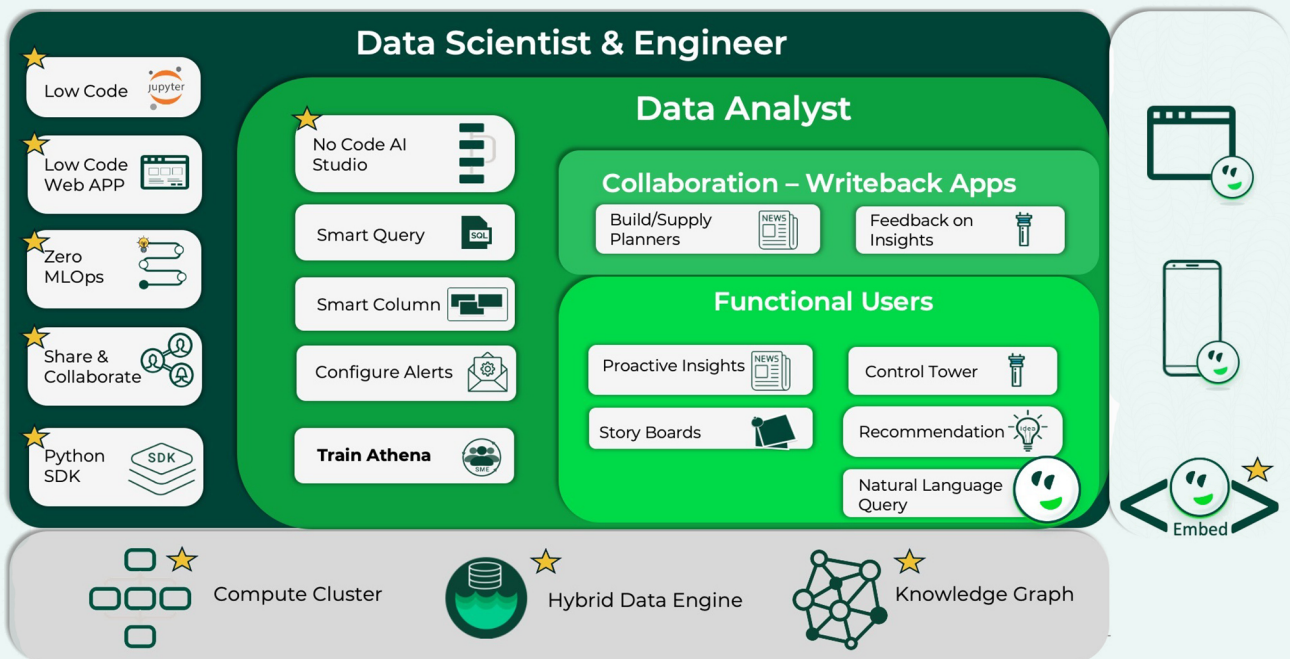 Data Scientist & Engineer
Low Code
jupyter
Low Code
Web APP
Zero
MLOps
Share &
Collaborate
Python
SDK
SDK
Data Analyst
No Code AI
Studio
Smart Query
SQL
Smart Column
Configure Alerts
Train Athena
SME
Collaboration – Writeback Apps
Build/Supply
Planners
NEWS
Feedback on
Insights
Functional Users
Proactive Insights
NEWS
Control Tower
Story Boards
Recommendation
Idea
Natural Language
Query
Embed
Compute Cluster
Hybrid Data Engine
Knowledge Graph